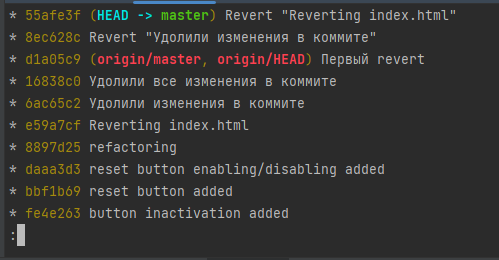 * 55afe3f (HEAD -> master) Revert "Reverting index.html"
* 8ec628c Revert "Удолили изменения в коммите"
* d1a05c9 (origin/master, origin/HEAD) Первый revert
* 16838c0 Удолили все изменения в коммите
* 6ac65c2 Удолили изменения в коммите
* e59a7cf Reverting index.html
* 8897d25 refactoring
* daaa3d3 reset button enabling/disabling added
* bbf1b69 reset button added
* fe4e263 button inactivation added
: